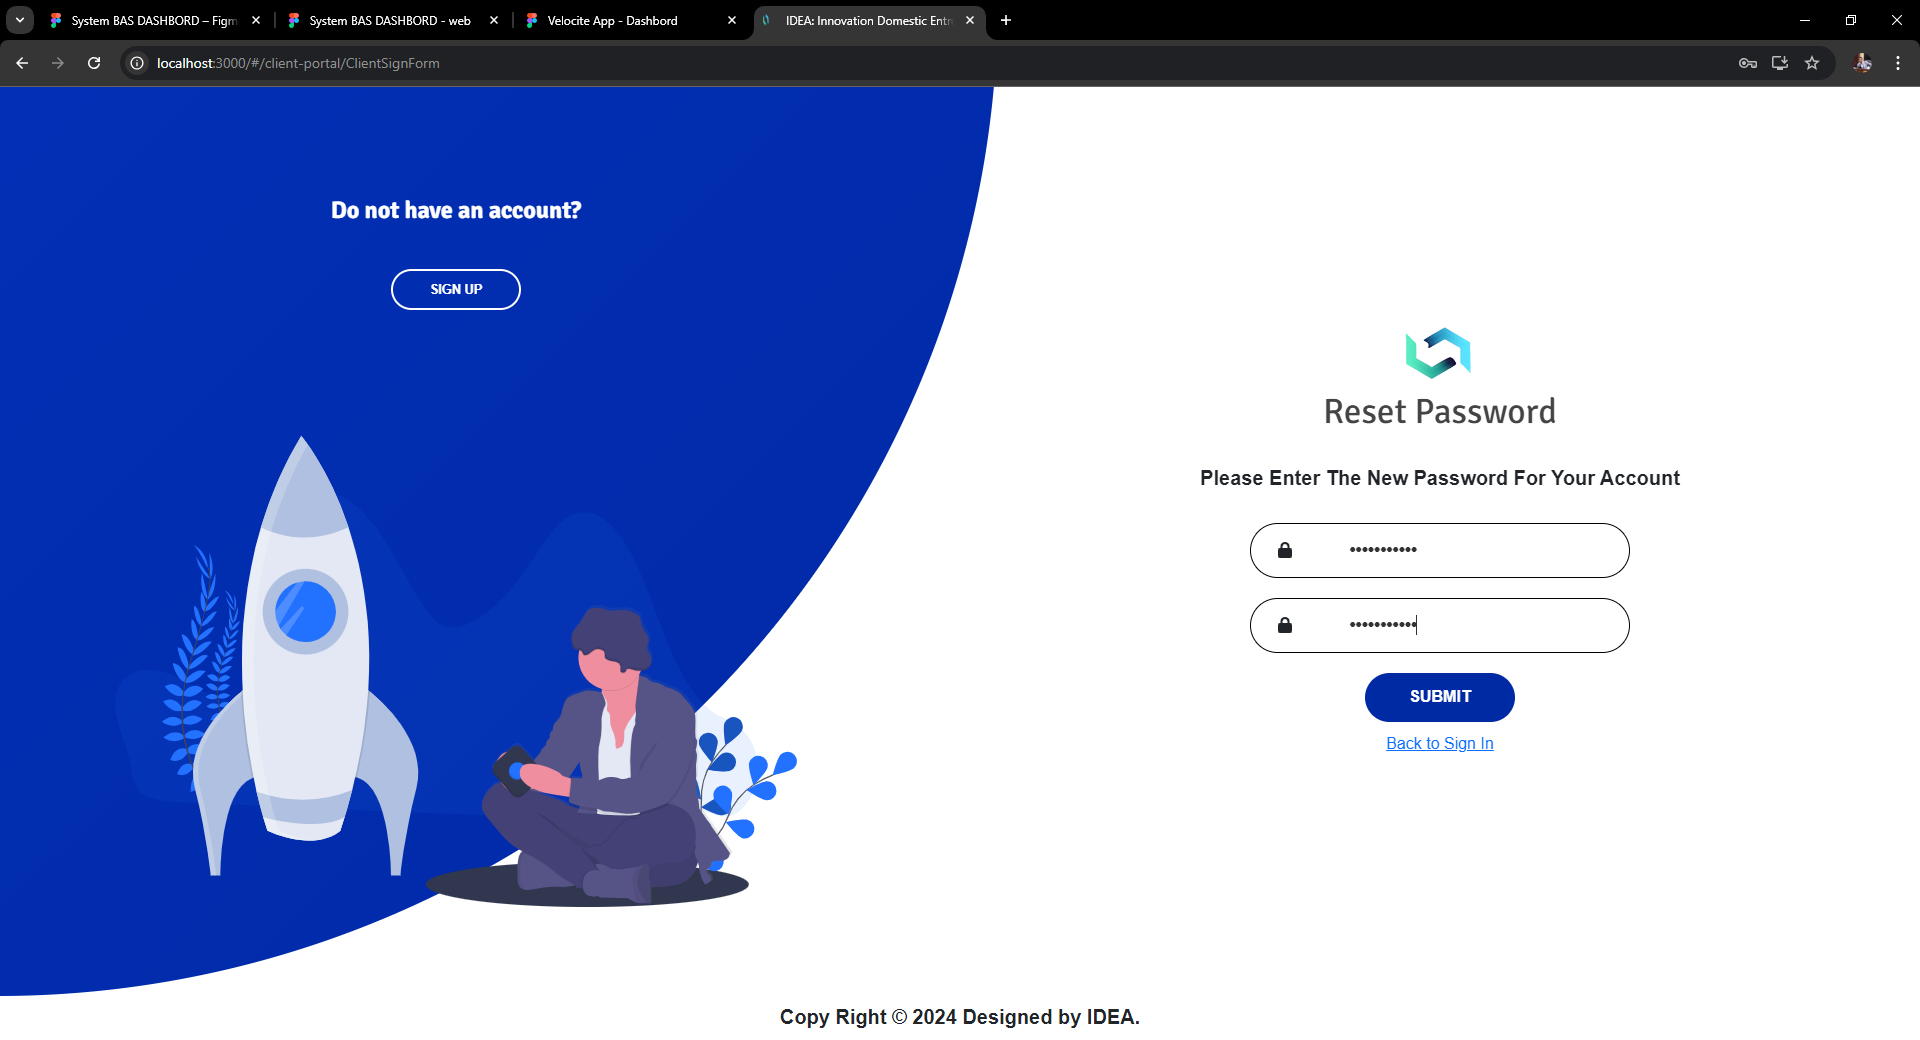 System BAS DASHBORD – Figm
System BAS DASHBORD - web
Velocite App - Dashbord
IDEA: Innovation Domestic Entr
localhost:3000/#/client-portal/ClientSignForm
Do not have an account?
SIGN UP
Reset Password
Please Enter The New Password For Your Account
•••••••••••
•••••••••••
SUBMIT
Back to Sign In
Copy Right © 2024 Designed by IDEA.